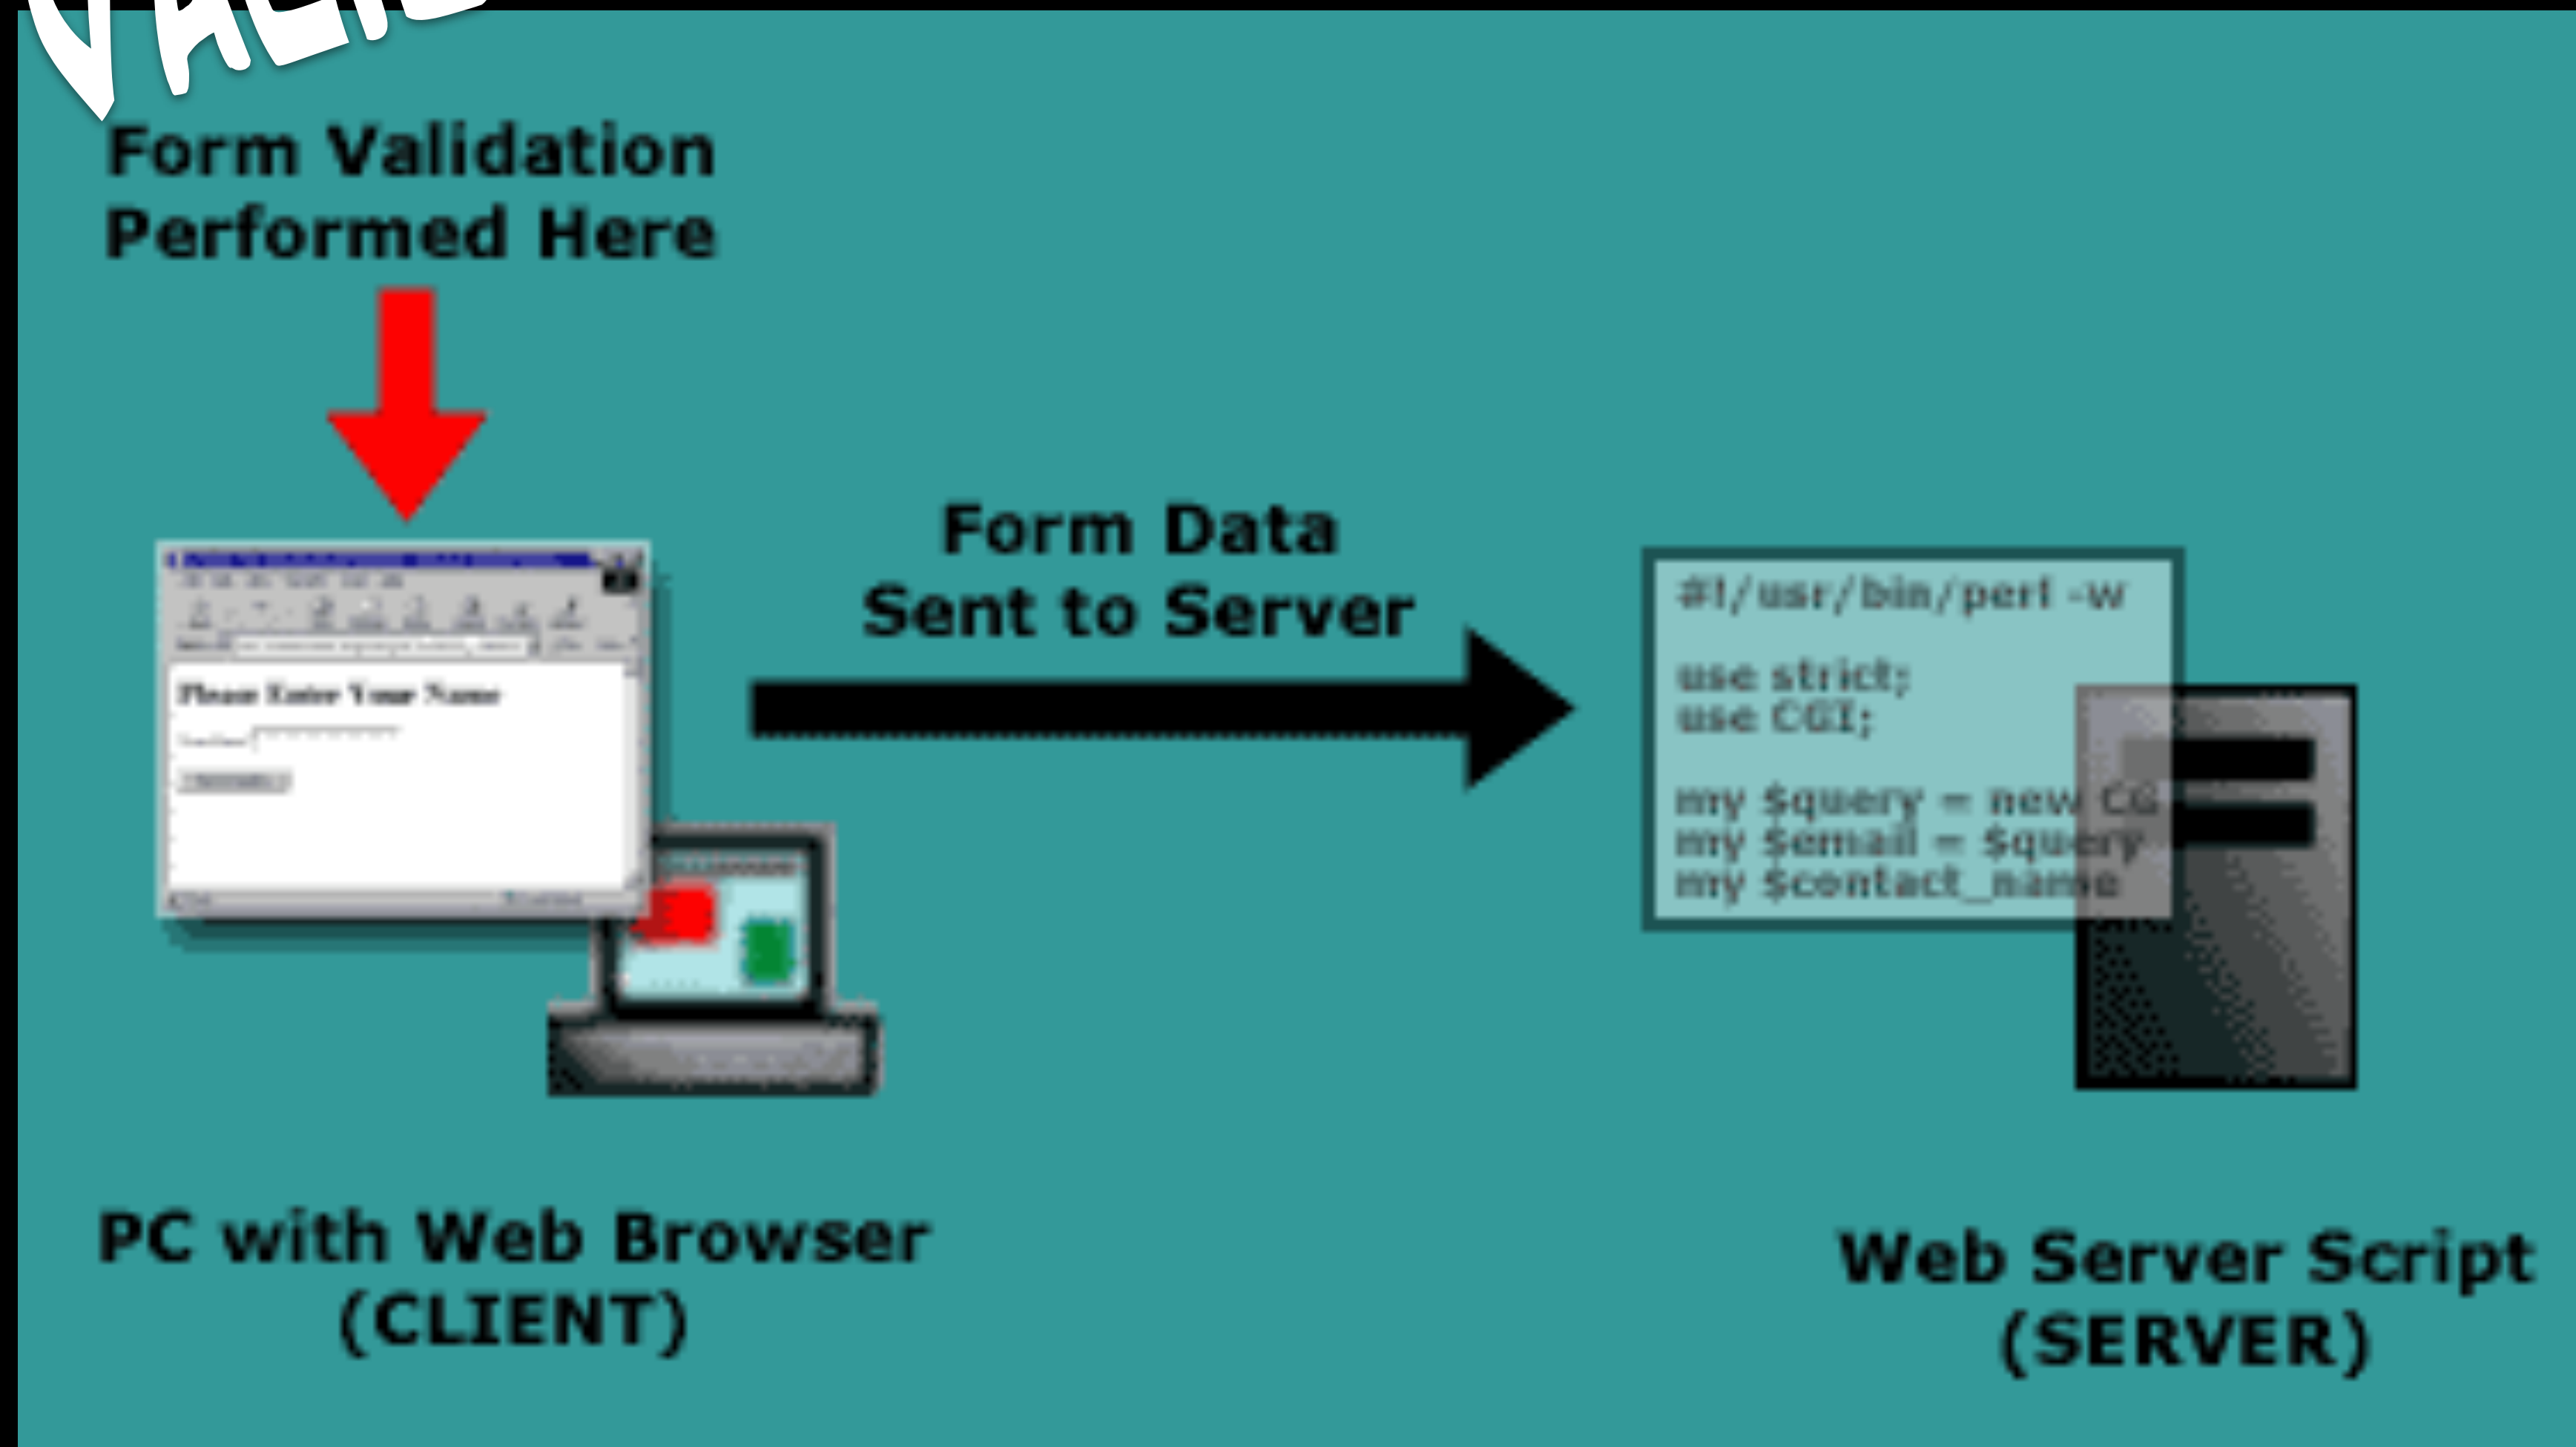 Form Validation
Performed Here
Form Data
Sent to Server
#!/usr/bin/perl -w
use strict;
use CGI;
my $query = new CG
my $email = $query
my $contact_name
Please Enter Your Name
PC with Web Browser
(CLIENT)
Web Server Script
(SERVER)